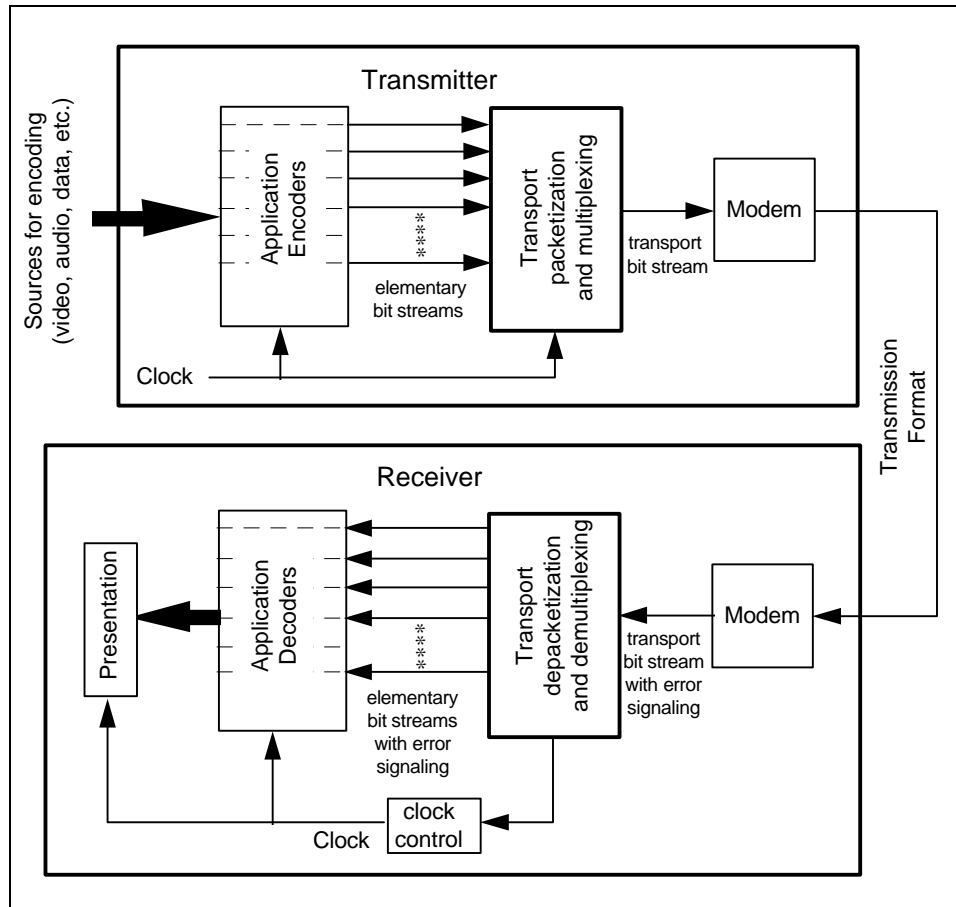 Transmitter
Sources for encoding
(video, audio, data, etc.)
Application
Encoders
****
elementary
bit streams
Transport
packetization
and multiplexing
transport
bit stream
Modem
Clock
Transmission
Format
Receiver
Presentation
Application
Decoders
****
elementary
bit streams
with error
signaling
Transport
depacketization
and demultiplexing
transport
bit stream
with error
signaling
Modem
Clock
clock
control